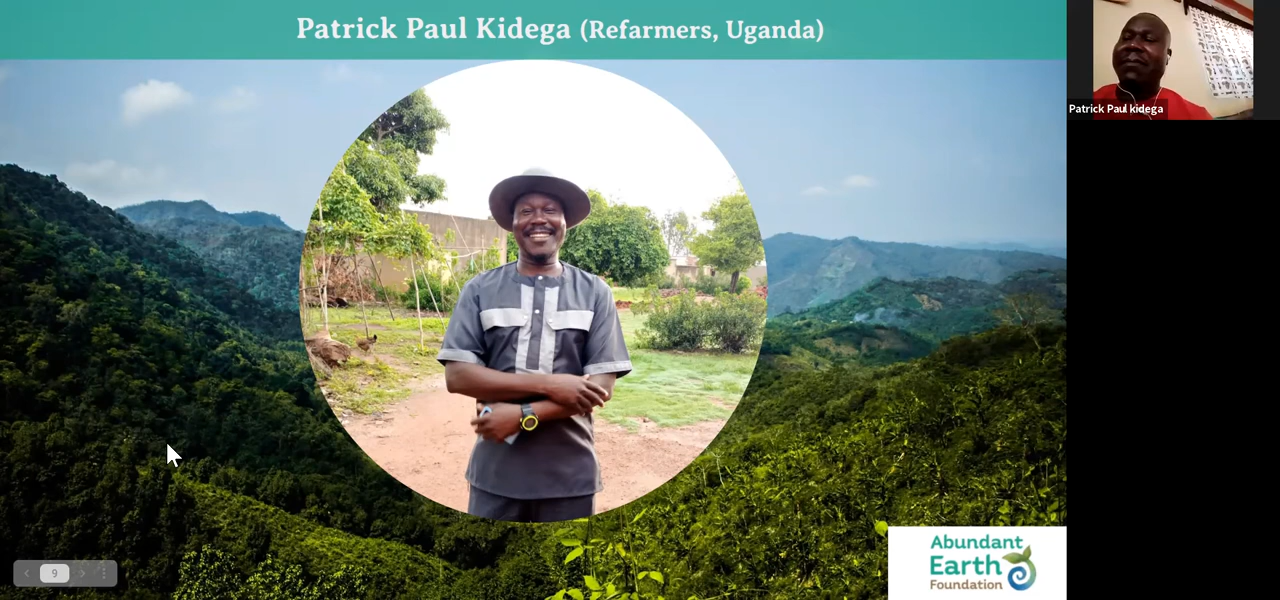 Patrick Paul Kidega (Refarmers, Uganda)
Patrick Paul kidega
9
Abundant
Earth
Foundation